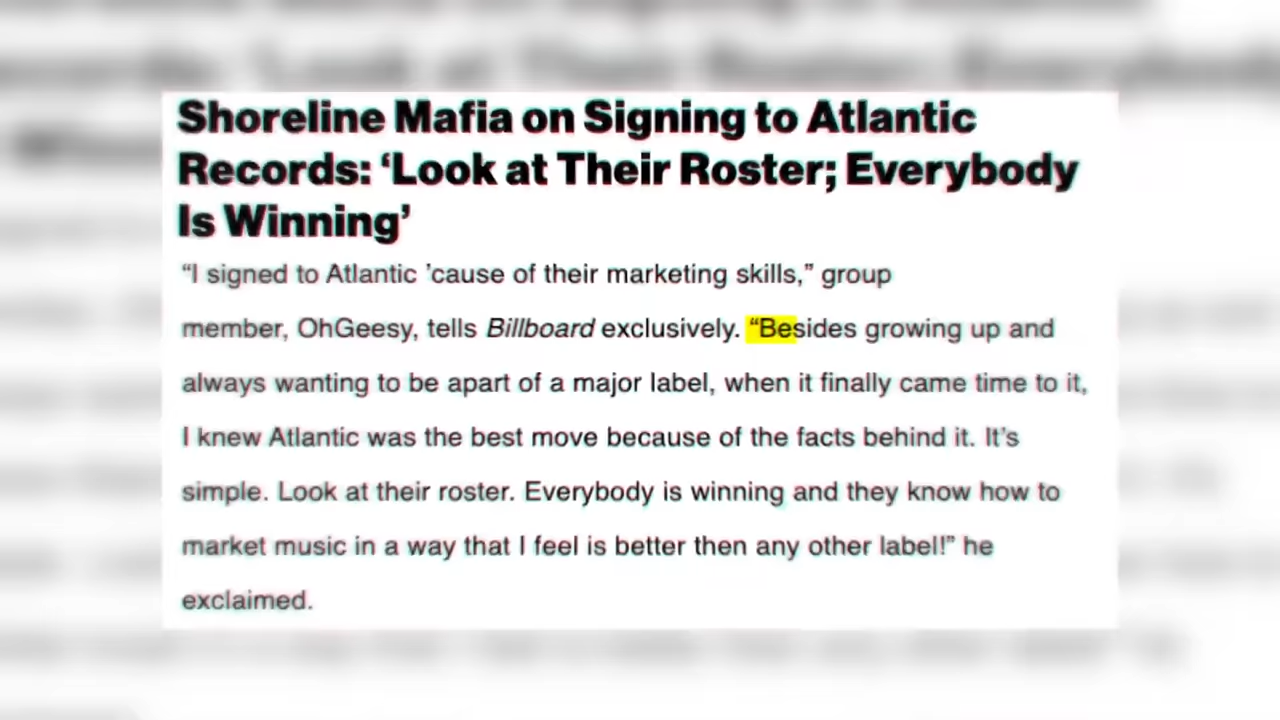 Shoreline Mafia on Signing to Atlantic
Records: ‘Look at Their Roster; Everybody
Is Winning’
“I signed to Atlantic ’cause of their marketing skills,” group
member, OhGeesy, tells Billboard exclusively. “Besides growing up and
always wanting to be apart of a major label, when it finally came time to it,
I knew Atlantic was the best move because of the facts behind it. It’s
simple. Look at their roster. Everybody is winning and they know how to
market music in a way that I feel is better then any other label!” he
exclaimed.